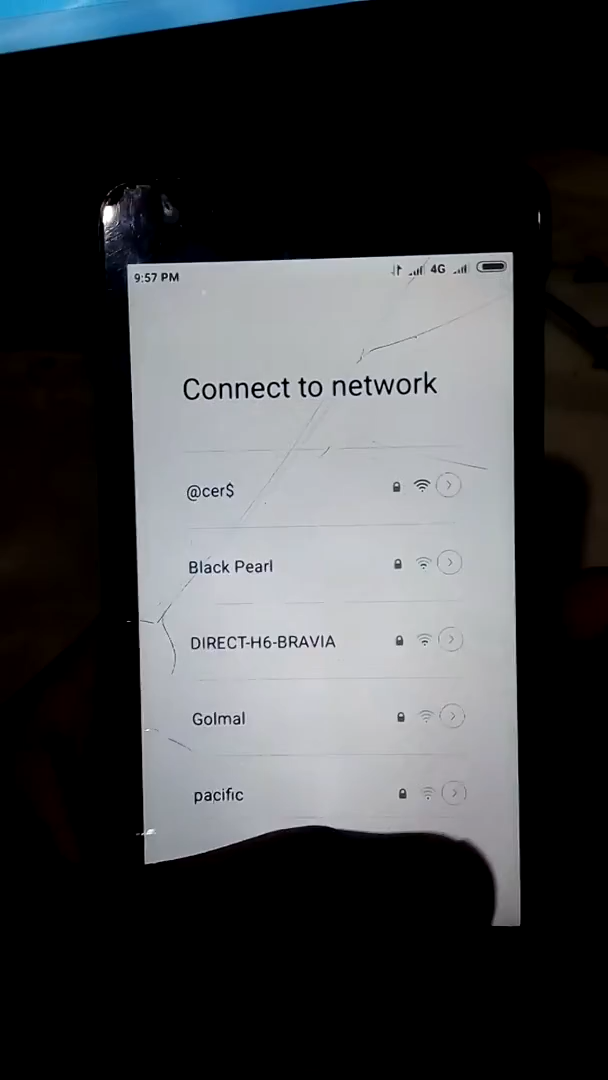 9:57 PM 4G
Connect to network
@cer$
Black Pearl
DIRECT-H6-BRAVIA
Golmal
pacific